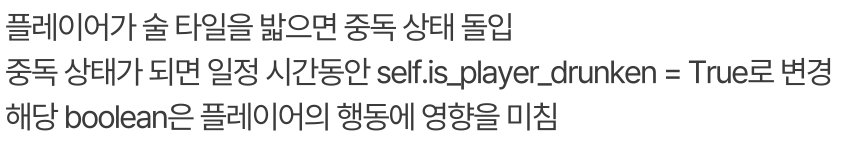 플레이어가 술 타일을 밟으면 중독 상태 돌입
중독 상태가 되면 일정 시간동안 self.is_player_drunken = True로 변경
해당 boolean은 플레이어의 행동에 영향을 미침